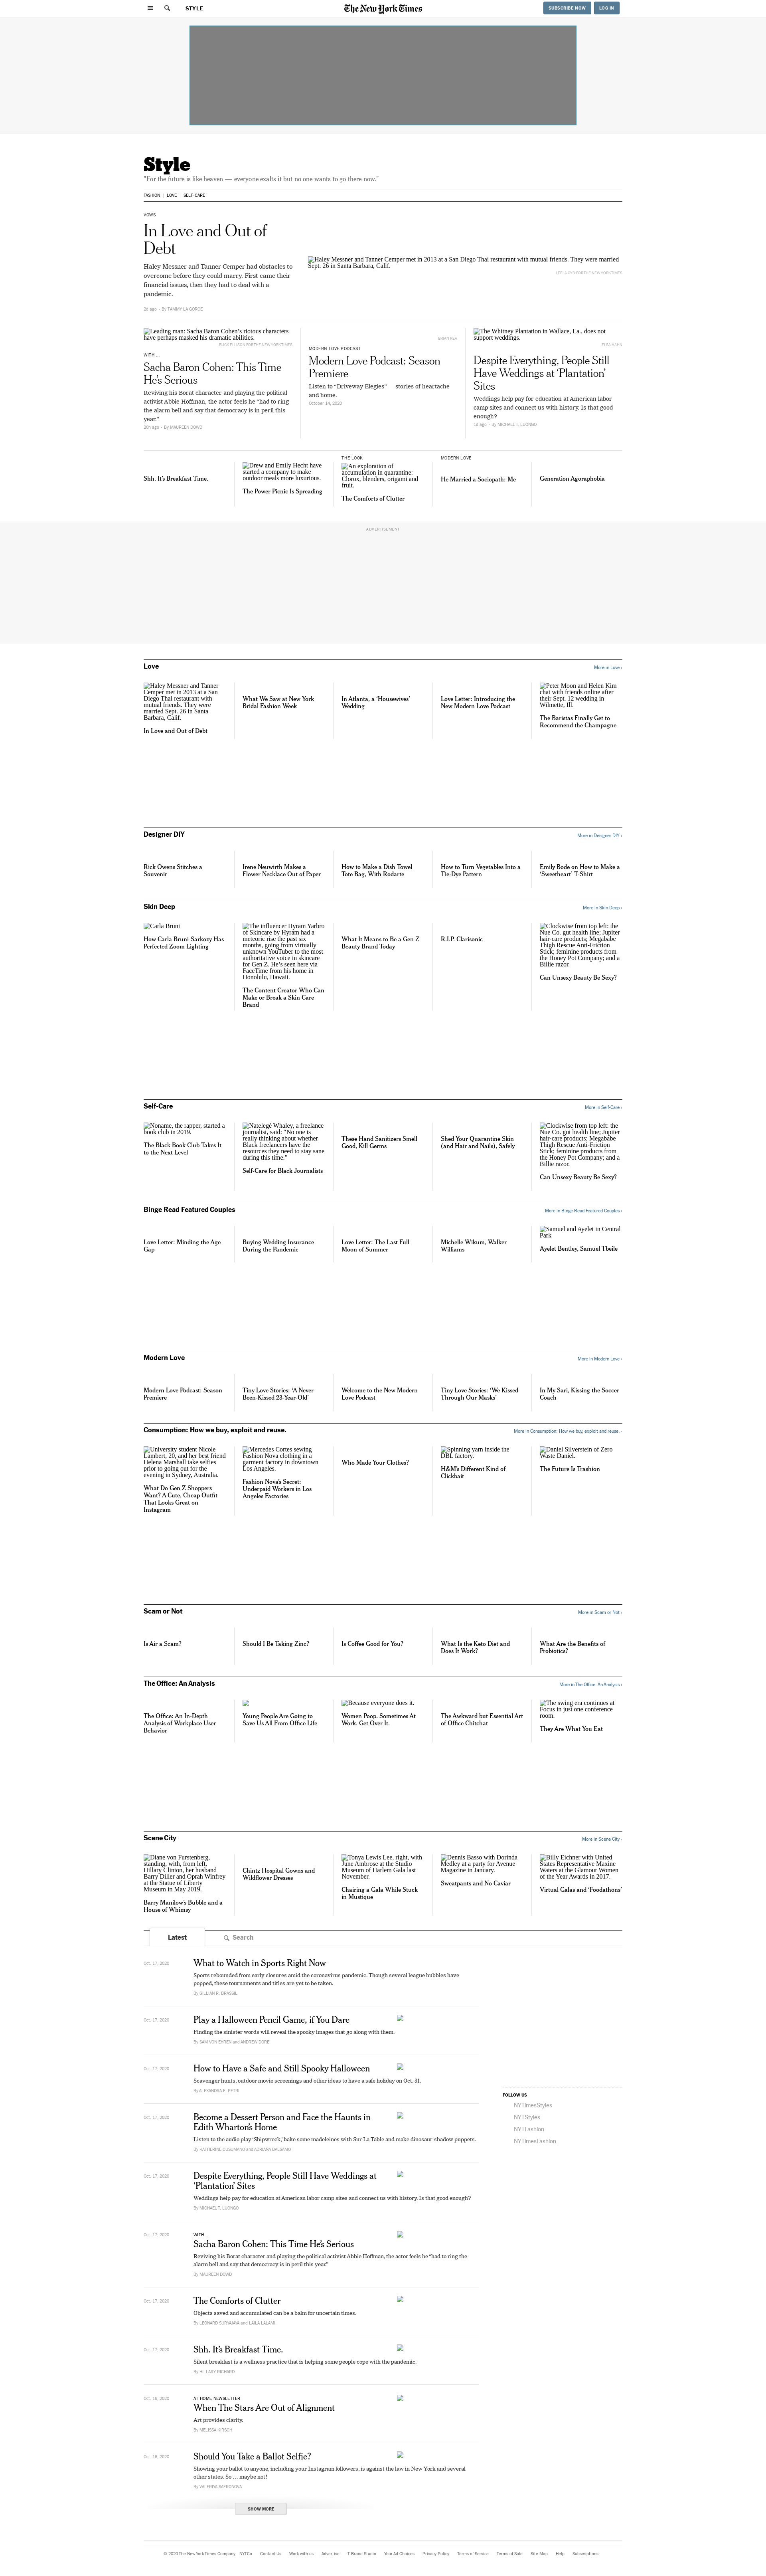 STYLE
The New York Times
SUBSCRIBE NOW
LOG IN
Style
"For the future is like heaven — everyone exalts it but no one wants to go there now."
FASHION
LOVE
SELF-CARE
VOWS
In Love and Out of
Debt
Haley Messner and Tanner Cemper had obstacles to
overcome before they could marry. First came their
financial issues, then they had to deal with a
pandemic.
2d ago – By TAMMY LA GORCE
Haley Messner and Tanner Cemper met in 2013 at a San Diego Thai restaurant with mutual friends. They were married
Sept. 26 in Santa Barbara, Calif.
FOR THE NEW YORK TIMES
Leading man: Sacha Baron Cohen's riotous characters
have perhaps masked his dramatic abilities.
FOR THE NEW YORK TIMES
WITH ...
Sacha Baron Cohen: This Time
He's Serious
Reviving his Borat character and playing the political
activist Abbie Hoffman, the actor feels he "had to ring
the alarm bell and say that democracy is in peril this
year."
20h ago – By MAUREEN DOWD
BRIAN REA
MODERN LOVE PODCAST
Modern Love Podcast: Season
Premiere
Listen to "Driveway Elegies" — stories of heartache
and home.
October 14, 2020
The Whitney Plantation in Wallace, La., does not
support weddings.
Despite Everything, People Still
Have Weddings at 'Plantation'
Sites
Weddings help pay for education at American labor
camp sites and connect us with history. Is that good
enough?
1d ago – By MICHAEL T. LUONGO
Shh. It's Breakfast Time.
Drew and Emily Hecht have
started a company to make
outdoor meals more luxurious.
The Power Picnic Is Spreading
THE LOOK
An exploration of
accumulation in quarantine:
Clorox, blenders, origami and
fruit.
The Comforts of Clutter
MODERN LOVE
He Married a Sociopath: Me
Generation Agoraphobia
ADVERTISEMENT
Love
More in Love ›
Haley Messner and Tanner
Cemper met in 2013 at a San
Diego Thai restaurant with
mutual friends. They were
married Sept. 26 in Santa
Barbara, Calif.
In Love and Out of Debt
What We Saw at New York
Bridal Fashion Week
In Atlanta, a 'Housewives'
Wedding
Love Letter: Introducing the
New Modern Love Podcast
Peter Moon and Helen Kim
chat with friends online after
their Sept. 12 wedding in
Wilmette, Ill.
The Baristas Finally Get to
Recommend the Champagne
Designer DIY
More in Designer DIY ›
Rick Owens Stitches a
Souvenir
Irene Neuwirth Makes a
Flower Necklace Out of Paper
How to Make a Dish Towel
Tote Bag, With Rodarte
How to Turn Vegetables Into a
Tie-Dye Pattern
Emily Bode on How to Make a
'Sweetheart' T-Shirt
Skin Deep
More in Skin Deep ›
Carla Bruni
How Carla Bruni-Sarkozy Has
Perfected Zoom Lighting
The influencer Hyram Yarbro
of Skincare by Hyram had a
meteoric rise the past six
months, going from virtually
unknown YouTuber to the most
authoritative voice in skincare
for Gen Z. He's seen here via
FaceTime from his home in
Honolulu, Hawaii.
The Content Creator Who Can
Make or Break a Skin Care
Brand
What It Means to Be a Gen Z
Beauty Brand Today
R.I.P. Clarisonic
Clockwise from top left: the
Nue Co. gut health line; Jupiter
hair-care products; Megababe
Thigh Rescue Anti-Friction
Stick; feminine products from
the Honey Pot Company; and a
Billie razor.
Can Unsexy Beauty Be Sexy?
Self-Care
More in Self-Care ›
Noname, the rapper, started a
book club in 2019.
The Black Book Club Takes It
to the Next Level
Natelegé Whaley, a freelance
journalist, said: "No one is
really thinking about whether
Black freelancers have the
resources they need to stay sane
during this time."
Self-Care for Black Journalists
These Hand Sanitizers Smell
Good, Kill Germs
Shed Your Quarantine Skin
(and Hair and Nails), Safely
Clockwise from top left: the
Nue Co. gut health line; Jupiter
hair-care products; Megababe
Thigh Rescue Anti-Friction
Stick; feminine products from
the Honey Pot Company; and a
Billie razor.
Can Unsexy Beauty Be Sexy?
Binge Read Featured Couples
More in Binge Read Featured Couples ›
Love Letter: Minding the Age
Gap
Buying Wedding Insurance
During the Pandemic
Love Letter: The Last Full
Moon of Summer
Michelle Wikum, Walker
Williams
Samuel and Ayelet in Central
Park
Ayelet Bentley, Samuel Tbeile
Modern Love
More in Modern Love ›
Modern Love Podcast: Season
Premiere
Tiny Love Stories: 'A Never-
Been-Kissed 23-Year-Old'
Welcome to the New Modern
Love Podcast
Tiny Love Stories: 'We Kissed
Through Our Masks'
In My Sari, Kissing the Soccer
Coach
Consumption: How we buy, exploit and reuse.
More in Consumption: How we buy, exploit and reuse. ›
University student Nicole
Lambert, 20, and her best friend
Helena Marshall take selfies
prior to going out for the
evening in Sydney, Australia.
What Do Gen Z Shoppers
Want? A Cute, Cheap Outfit
That Looks Great on
Instagram
Mercedes Cortes sewing
Fashion Nova clothing in a
garment factory in downtown
Los Angeles.
Fashion Nova's Secret:
Underpaid Workers in Los
Angeles Factories
Who Made Your Clothes?
Spinning yarn inside the
DBL factory.
H&M's Different Kind of
Clickbait
Daniel Silverstein of Zero
Waste Daniel.
The Future Is Trashion
Scam or Not
More in Scam or Not ›
Is Air a Scam?
Should I Be Taking Zinc?
Is Coffee Good for You?
What Is the Keto Diet and
Does It Work?
What Are the Benefits of
Probiotics?
The Office: An Analysis
More in The Office: An Analysis ›
The Office: An In-Depth
Analysis of Workplace User
Behavior
Young People Are Going to
Save Us All From Office Life
Because everyone does it.
Women Poop. Sometimes At
Work. Get Over It.
The Awkward but Essential Art
of Office Chitchat
The swing era continues at
Focus in just one conference
room.
They Are What You Eat
Scene City
More in Scene City ›
Diane von Furstenberg,
standing, with, from left,
Hillary Clinton, her husband
Barry Diller and Oprah Winfrey
at the Statue of Liberty
Museum in May 2019.
Barry Manilow's Bubble and a
House of Whimsy
Chintz Hospital Gowns and
Wildflower Dresses
Tonya Lewis Lee, right, with
June Ambrose at the Studio
Museum of Harlem Gala last
November.
Chairing a Gala While Stuck
in Mustique
Dennis Basso with Dorinda
Medley at a party for Avenue
Magazine in January.
Sweatpants and No Caviar
Billy Eichner with United
States Representative Maxine
Waters at the Glamour Women
of the Year Awards in 2017.
Virtual Galas and 'Foodathons'
Latest
Search
Oct. 17, 2020
What to Watch in Sports Right Now
Sports rebounded from early closures amid the coronavirus pandemic. Though several league bubbles have
popped, these tournaments and titles are yet to be taken.
By GILLIAN R. BRASSIL
Oct. 17, 2020
Play a Halloween Pencil Game, if You Dare
Finding the sinister words will reveal the spooky images that go along with them.
By SAM VON EHREN and ANDREW SORE
Oct. 17, 2020
How to Have a Safe and Still Spooky Halloween
Scavenger hunts, outdoor movie screenings and other ideas to have a safe holiday on Oct. 31.
By ALEXANDRA E. PETRI
Oct. 17, 2020
Become a Dessert Person and Face the Haunts in
Edith Wharton's Home
Listen to the audio play 'Shipwreck,' bake some madeleines with Sur La Table and make dinosaur-shadow puppets.
By KATHERINE CUSUMANO and ADRIANA BALSAMO
Oct. 17, 2020
Despite Everything, People Still Have Weddings at
'Plantation' Sites
Weddings help pay for education at American labor camp sites and connect us with history. Is that good enough?
By MICHAEL T. LUONGO
Oct. 17, 2020
WITH ...
Sacha Baron Cohen: This Time He's Serious
Reviving his Borat character and playing the political activist Abbie Hoffman, the actor feels he "had to ring the
alarm bell and say that democracy is in peril this year."
By MAUREEN DOWD
Oct. 17, 2020
The Comforts of Clutter
Objects saved and accumulated can be a balm for uncertain times.
By LEONARD SURYAJAYA and LAILA LALAMI
Oct. 17, 2020
Shh. It's Breakfast Time.
Silent breakfast is a wellness practice that is helping some people cope with the pandemic.
By HILLARY RICHARD
Oct. 16, 2020
AT HOME NEWSLETTER
When The Stars Are Out of Alignment
Art provides clarity.
By MELISSA KIRSCH
Oct. 16, 2020
Should You Take a Ballot Selfie?
Showing your ballot to anyone, including your Instagram followers, is against the law in New York and several
other states. So … maybe not!
By VALERIYA SAFRONOVA
SHOW MORE
FOLLOW US
NYTimesStyles
NYTStyles
NYTFashion
NYTimesFashion
© 2020 The New York Times Company
NYTCo
Contact Us
Work with us
Advertise
T Brand Studio
Your Ad Choices
Privacy Policy
Terms of Service
Terms of Sale
Site Map
Help
Subscriptions